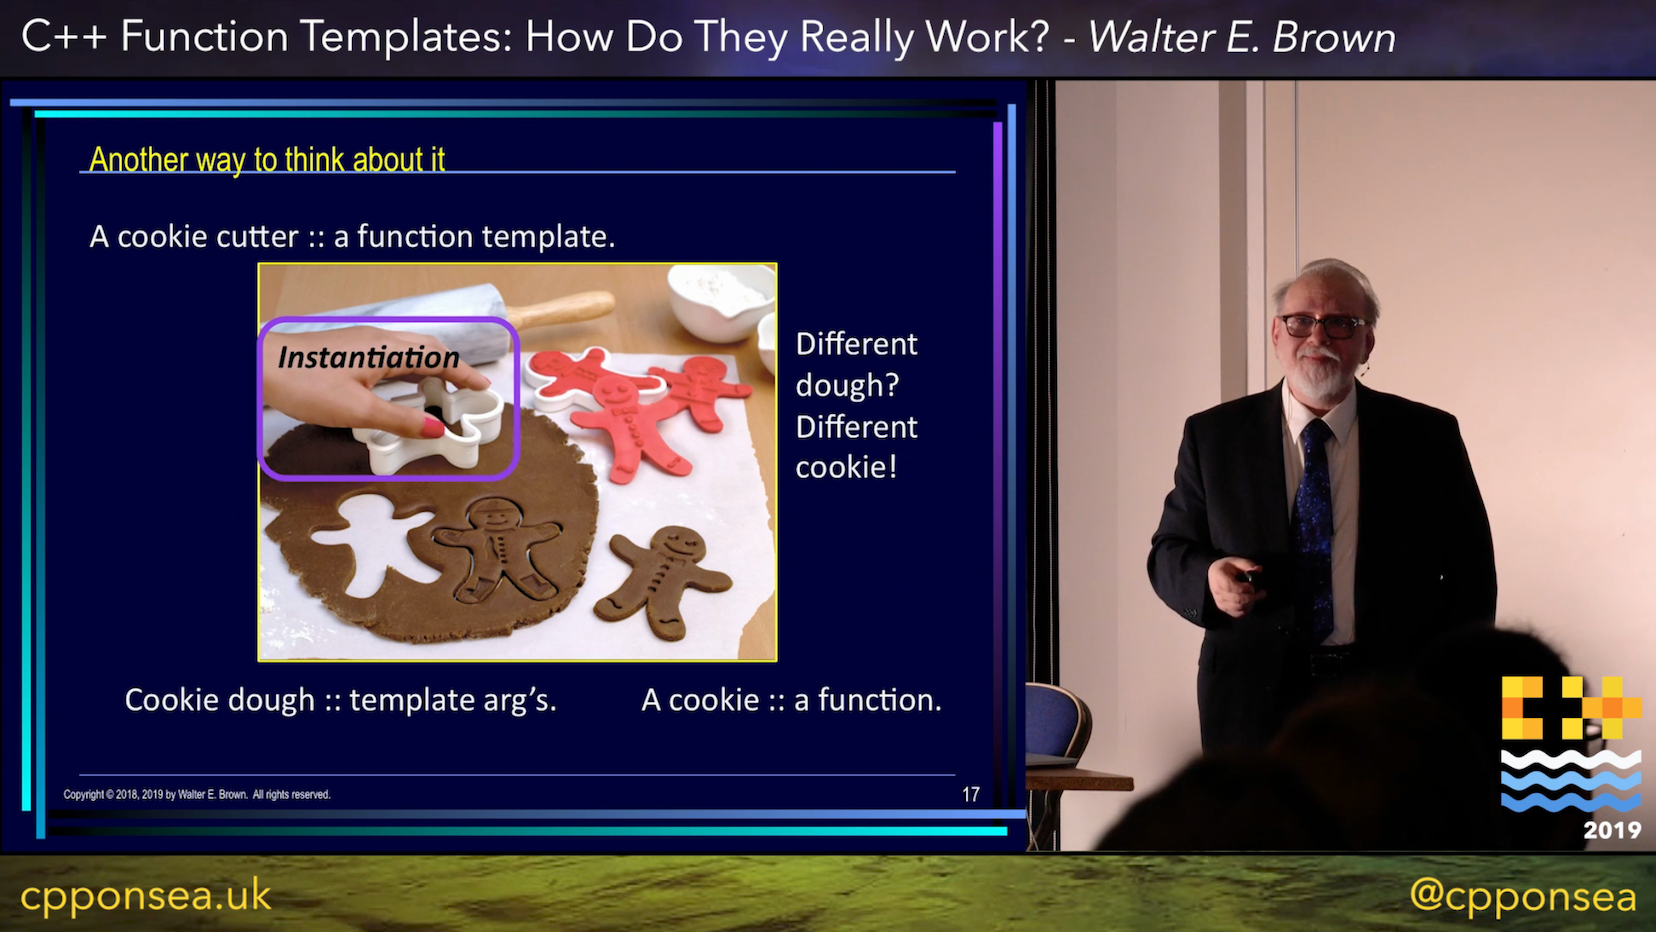 C++ Function Templates: How Do They Really Work? - Walter E. Brown
Another way to think about it
A cookie cutter :: a function template.
Instantiation
Different
dough?
Different
cookie!
Cookie dough :: template arg's.
A cookie :: a function.
Copyright © 2018, 2019 by Walter E. Brown. All rights reserved.
17
C++
2019
cpponsea.uk
@cpponsea